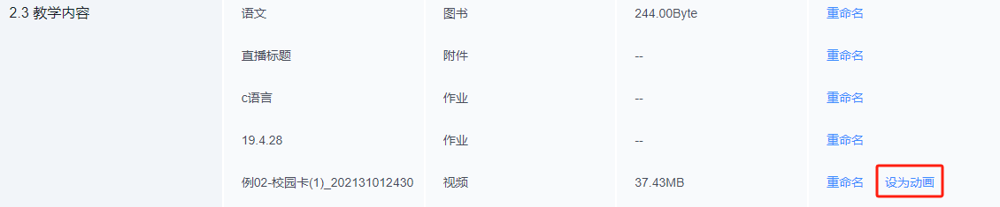 2.3 教学内容 语文 图书 244.00Byte 重命名
直播标题 附件 -- 重命名
c语言 作业 -- 重命名
19.4.28 作业 -- 重命名
例02-校园卡(1)_202131012430 视频 37.43MB 重命名 设为动画